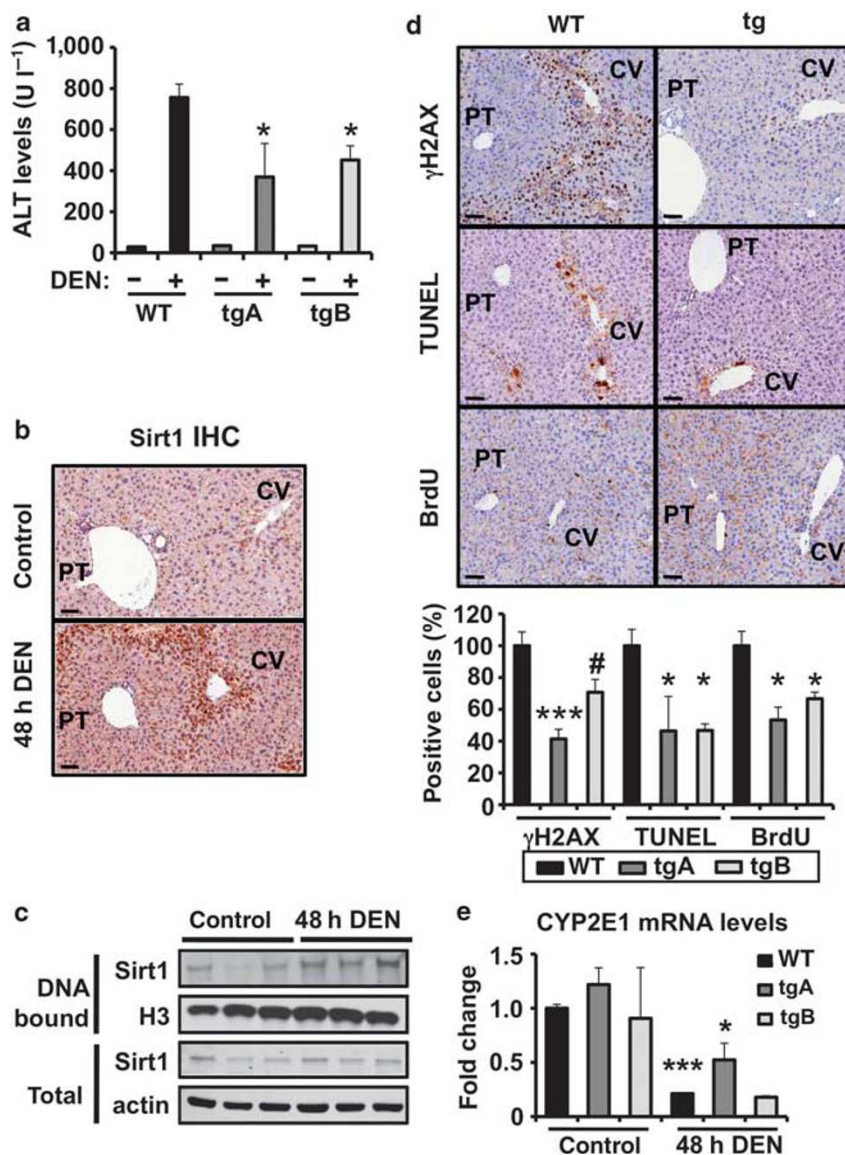 a
1,000
800
600
400
200
0
ALT levels (U l⁻¹)
* *
DEN: – + – + – +
WT tgA tgB
b
Sirt1 IHC
Control
CV
PT
48 h DEN
CV
PT
c
Control 48 h DEN
DNA bound
Sirt1
H3
Total
Sirt1
actin
d
WT tg
γH2AX
PT CV
PT CV
TUNEL
PT CV
PT CV
BrdU
PT CV
PT CV
Positive cells (%)
120
100
80
60
40
20
0
*** # * * * *
γH2AX TUNEL BrdU
WT tgA tgB
e
CYP2E1 mRNA levels
Fold change
1.5
1.0
0.5
0
WT
tgA
tgB
*** *
Control 48 h DEN